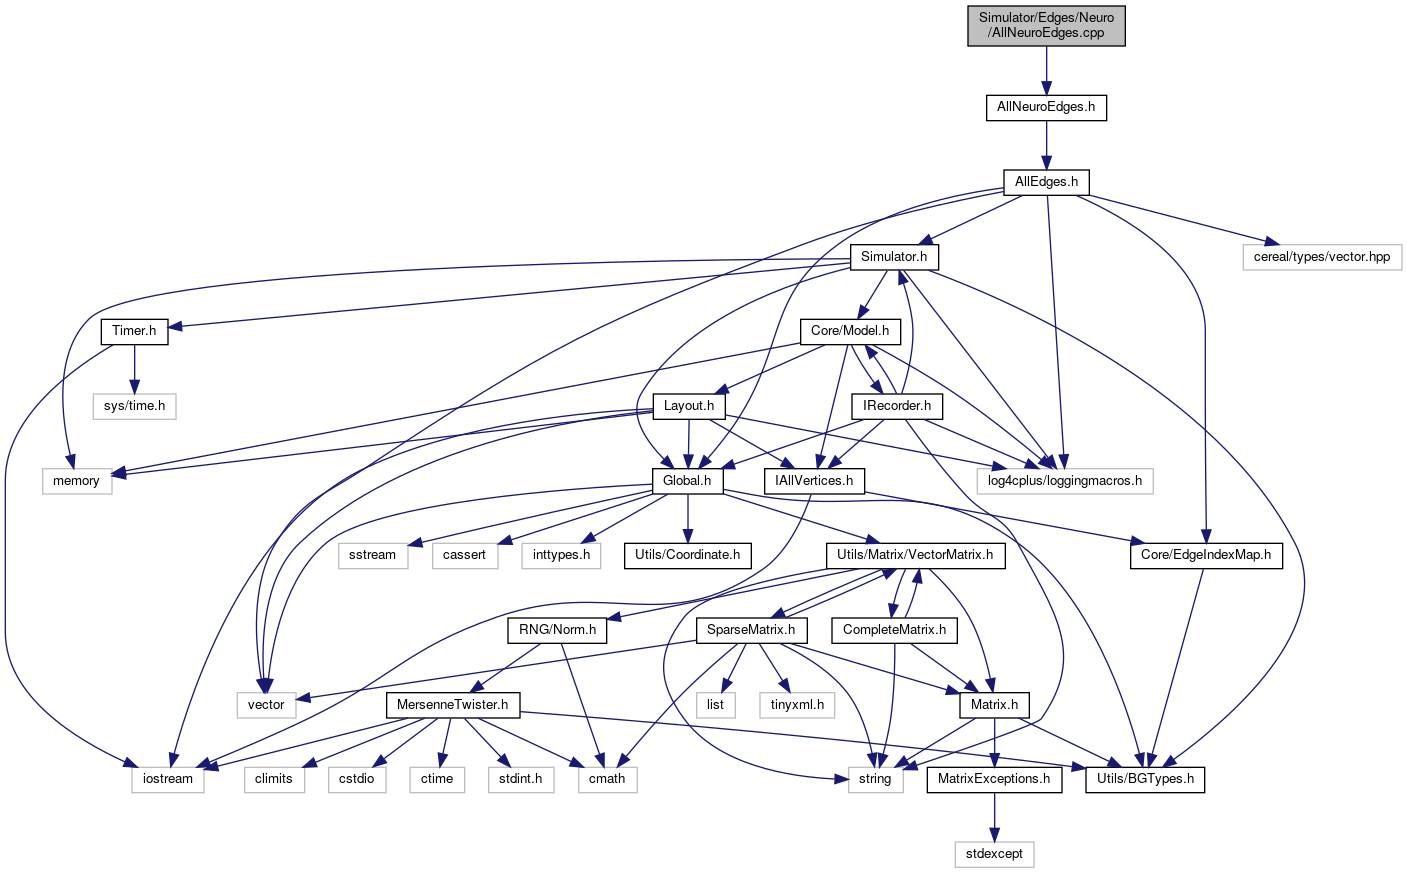 Simulator/Edges/Neuro
/AllNeuroEdges.cpp
AllNeuroEdges.h
AllEdges.h
Simulator.h
cereal/types/vector.hpp
Timer.h
Core/Model.h
sys/time.h
Layout.h
IRecorder.h
memory
Global.h
IAllVertices.h
log4cplus/loggingmacros.h
sstream
cassert
inttypes.h
Utils/Coordinate.h
Utils/Matrix/VectorMatrix.h
Core/EdgeIndexMap.h
RNG/Norm.h
SparseMatrix.h
CompleteMatrix.h
vector
MersenneTwister.h
list
tinyxml.h
Matrix.h
iostream
climits
cstdio
ctime
stdint.h
cmath
string
MatrixExceptions.h
Utils/BGTypes.h
stdexcept